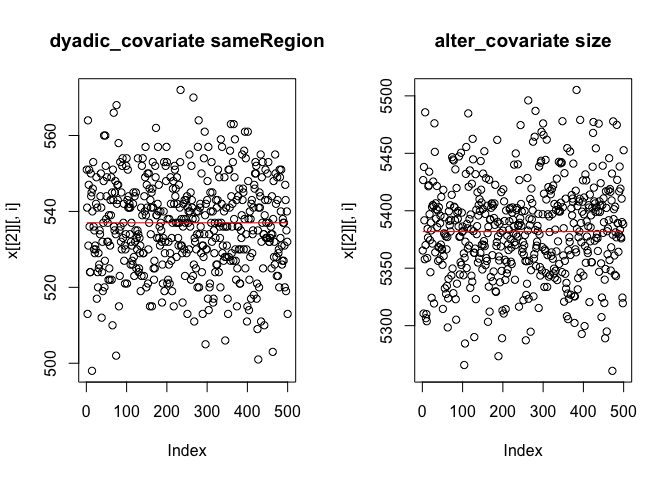 dyadic_covariate sameRegion
x[[2]][, i]
560
540
520
500
0 100 200 300 400 500
Index
alter_covariate size
x[[2]][, i]
5500
5450
5400
5350
5300
0 100 200 300 400 500
Index